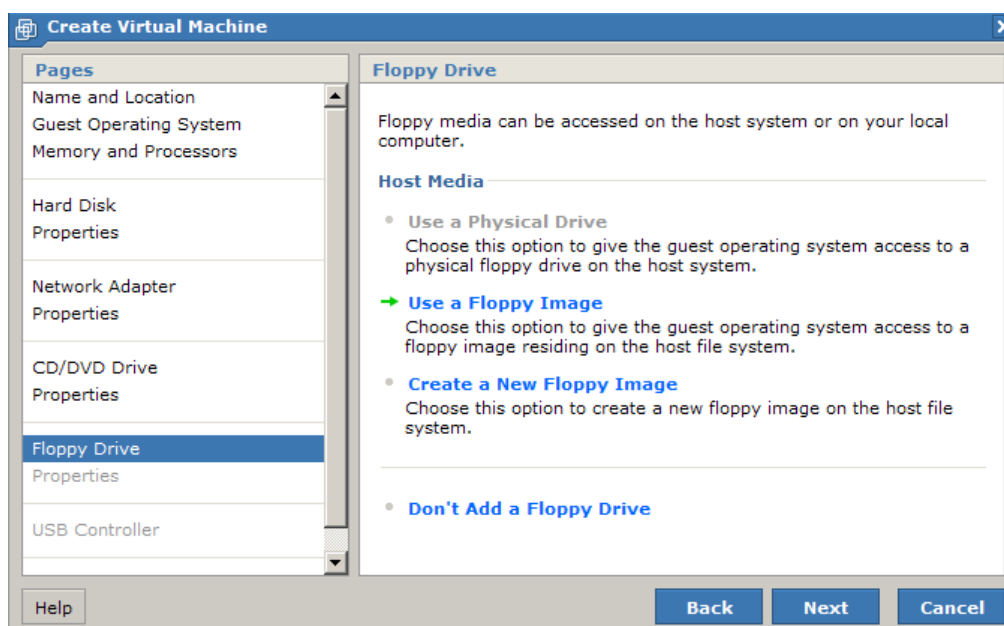 Create Virtual Machine
Pages
Name and Location
Guest Operating System
Memory and Processors
Hard Disk
Properties
Network Adapter
Properties
CD/DVD Drive
Properties
Floppy Drive
Properties
USB Controller
Floppy Drive
Floppy media can be accessed on the host system or on your local
computer.
Host Media
Use a Physical Drive
Choose this option to give the guest operating system access to a
physical floppy drive on the host system.
Use a Floppy Image
Choose this option to give the guest operating system access to a
floppy image residing on the host file system.
Create a New Floppy Image
Choose this option to create a new floppy image on the host file
system.
Don't Add a Floppy Drive
Help
Back
Next
Cancel